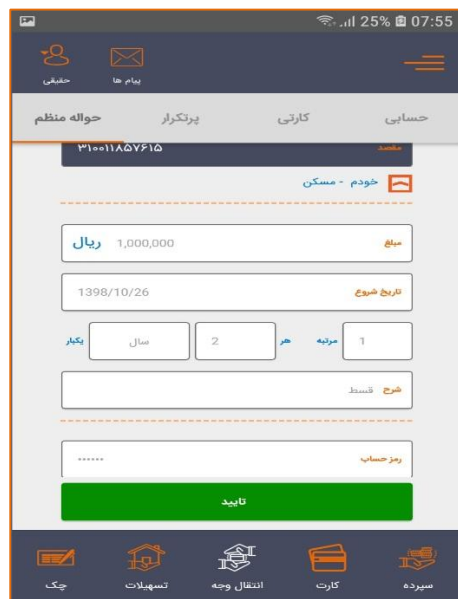 25% 07:55
حقیقی پیام ها
حسابی کارتی پرتکرار حواله منظم
مقصد ۳۱۰۰۱۱۸۵۷۶۱۵
خودم - مسکن
مبلغ 1,000,000 ریال
تاریخ شروع 1398/10/26
1 مرتبه هر 2 سال یکبار
شرح قسط
رمز حساب ······
تایید
سپرده کارت انتقال وجه تسهیلات چک